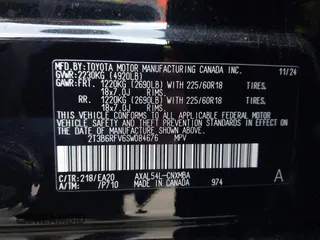 MFD.BY:TOYOTA MOTOR MANUFACTURING CANADA INC. 11/24
GVWR:2230KG (4920LB)
GAWR:FRT. 1220KG (2690LB) WITH 225/60R18 TIRES,
18x7.0J RIMS,
RR. 1220KG (2690LB) WITH 225/60R18 TIRES,
18x7.0J RIMS,
THIS VEHICLE CONFORMS TO ALL APPLICABLE FEDERAL MOTOR
VEHICLE SAFETY, BUMPER, AND THEFT PREVENTION
STANDARDS IN EFFECT ON THE DATE OF MANUFACTURE
SHOWN ABOVE.
2T3B6RFV6SW084676 MPV
C/TR:218/EA20 AXAL54L-CNXMBA A
A/TM: 7P710 MADE IN CANADA 974